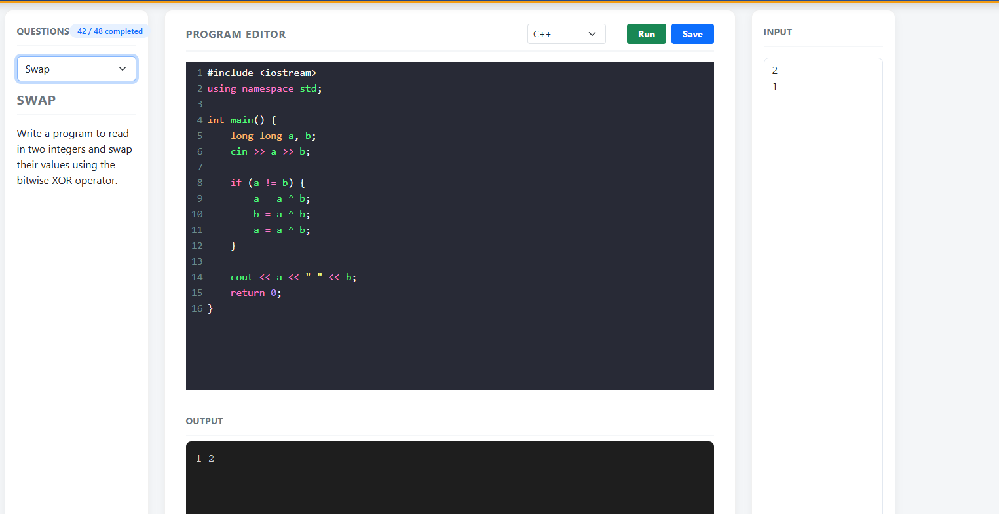 QUESTIONS 42 / 48 completed
Swap
SWAP
Write a program to read
in two integers and swap
their values using the
bitwise XOR operator.
PROGRAM EDITOR C++ Run Save
1 #include <iostream>
2 using namespace std;
3
4 int main() {
5     long long a, b;
6     cin >> a >> b;
7
8     if (a != b) {
9         a = a ^ b;
10         b = a ^ b;
11         a = a ^ b;
12     }
13
14     cout << a << " " << b;
15     return 0;
16 }
OUTPUT
1 2
INPUT
2
1